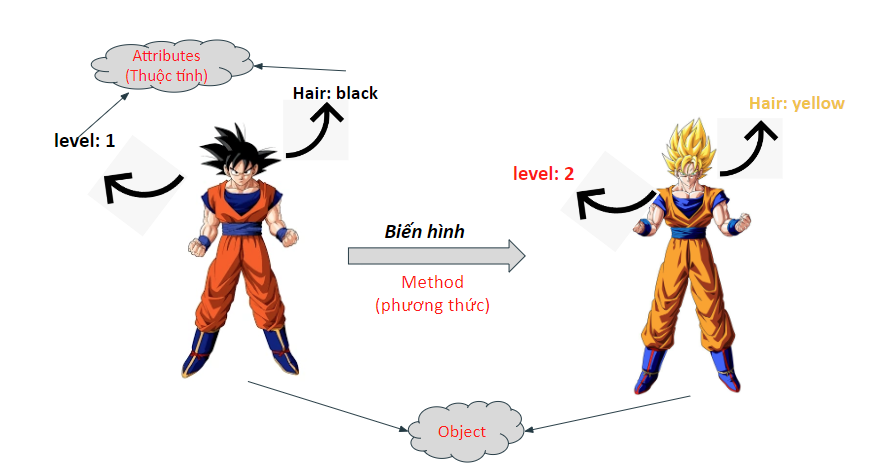 Attributes
(Thuộc tính)
Hair: black
level: 1
Hair: yellow
level: 2
Biến hình
Method
(phương thức)
Object